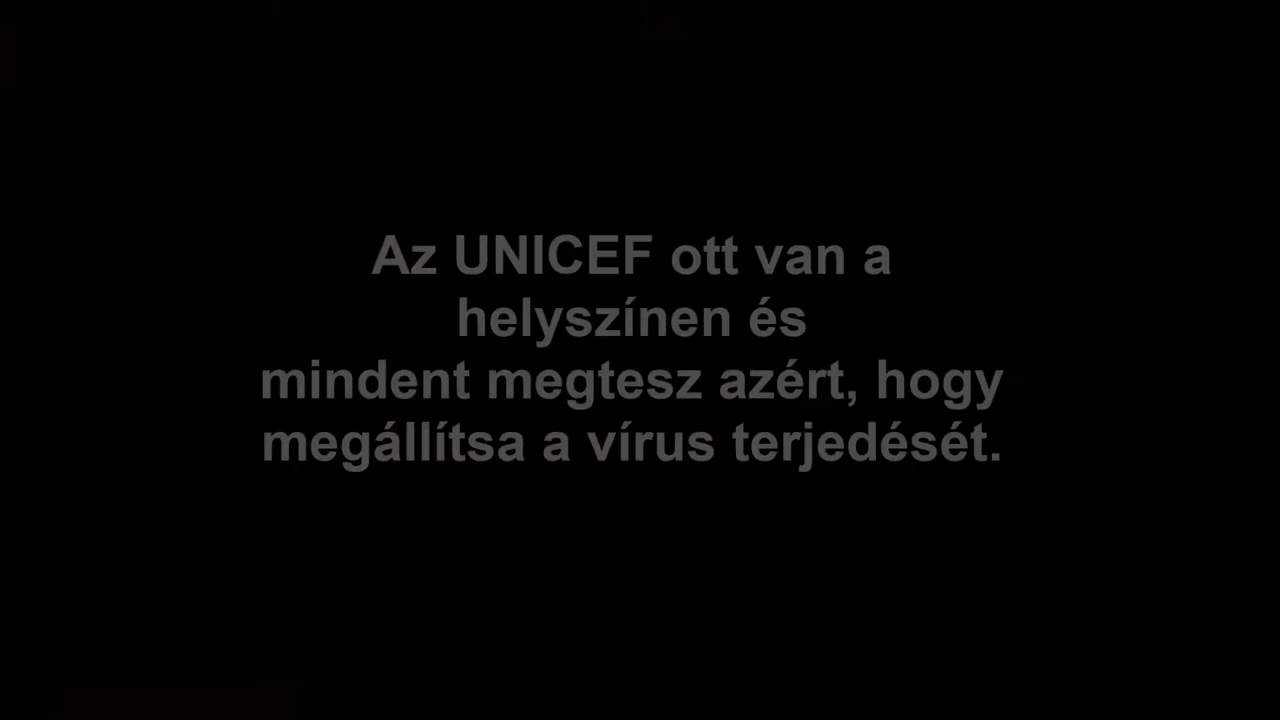 Az UNICEF ott van a
helyszínen és
mindent megtesz azért, hogy
megállítsa a vírus terjedését.